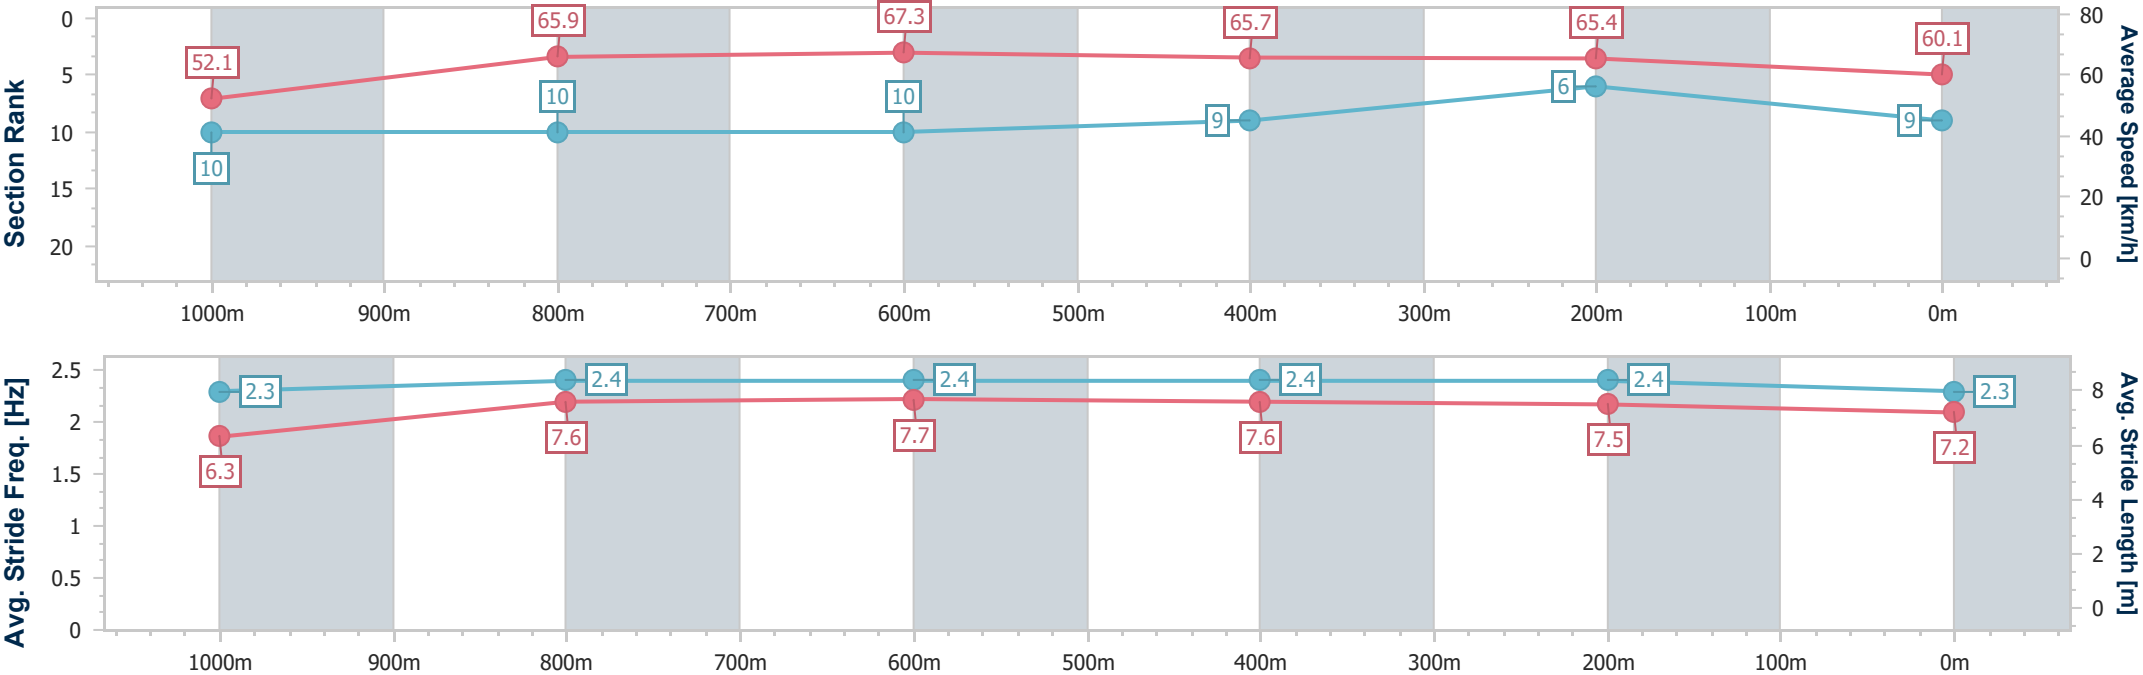 0
5
10
15
20
Section Rank
52.1
65.9
67.3
65.7
65.4
60.1
10
10
10
9
6
9
80
60
40
20
0
Average Speed [km/h]
1000m
900m
800m
700m
600m
500m
400m
300m
200m
100m
0m
2.5
2
1.5
1
0.5
0
Avg. Stride Freq. [Hz]
2.3
2.4
2.4
2.4
2.4
2.3
6.3
7.6
7.7
7.6
7.5
7.2
8
6
4
2
0
Avg. Stride Length [m]
1000m
900m
800m
700m
600m
500m
400m
300m
200m
100m
0m